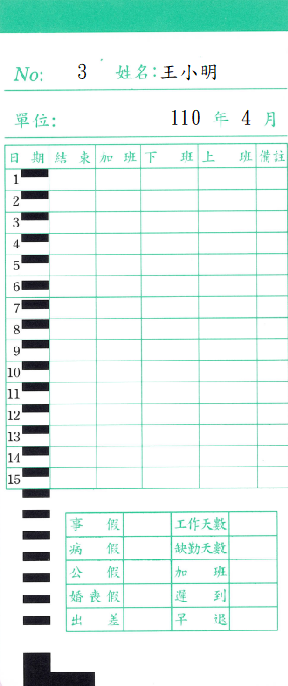 No: 3 姓名:王小明
單位: 110 年 4 月
日期 結束 加班 下班 上班 備註
1
2
3
4
5
6
7
8
9
10
11
12
13
14
15
事假 工作天數
病假 缺勤天數
公假 加班
婚喪假 遲到
出差 早退